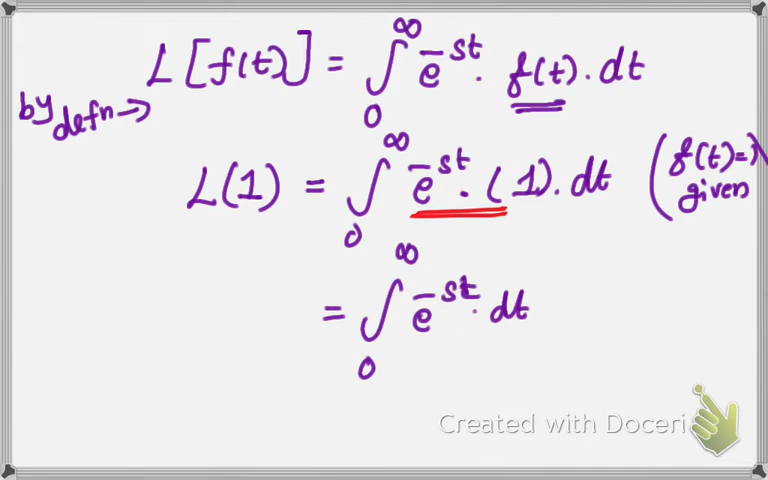 L[f(t)] = ∫₀^∞ e^{-st} · f(t) · dt
by defn →
L(1) = ∫₀^∞ e^{-st} · (1) · dt (f(t)=1
given
= ∫₀^∞ e^{-st} · dt
Created with Doceri